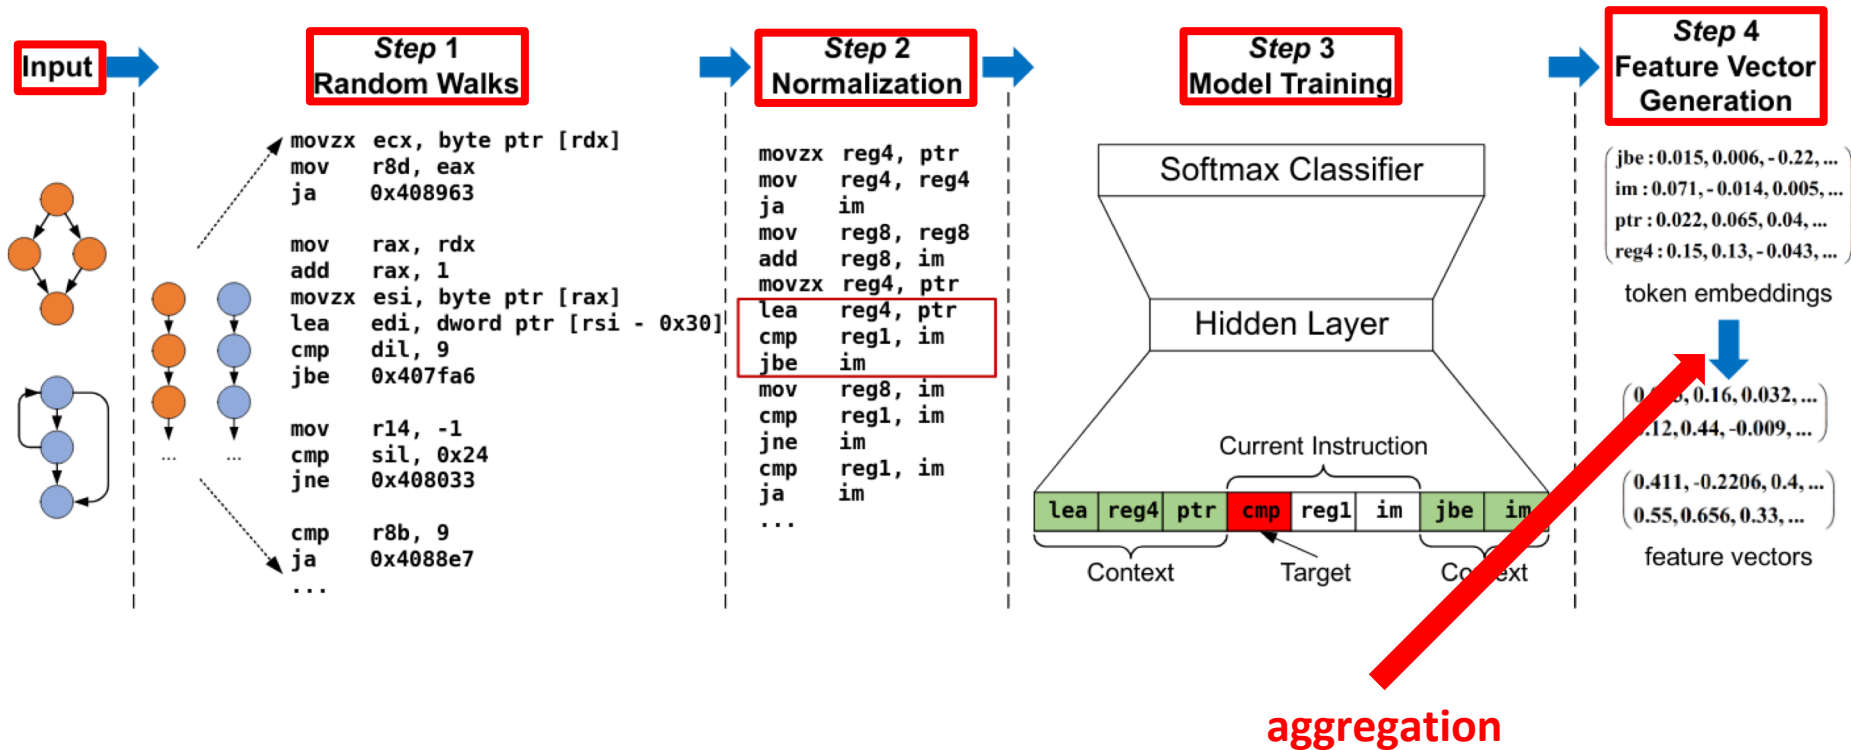 Input
Step 1
Random Walks
movzx ecx, byte ptr [rdx]
mov r8d, eax
ja 0x408963
mov rax, rdx
add rax, 1
movzx esi, byte ptr [rax]
lea edi, dword ptr [rsi - 0x30]
cmp dil, 9
jbe 0x407fa6
mov r14, -1
cmp sil, 0x24
jne 0x408033
cmp r8b, 9
ja 0x4088e7
...
... ...
Step 2
Normalization
movzx reg4, ptr
mov reg4, reg4
ja im
mov reg8, reg8
add reg8, im
movzx reg4, ptr
lea reg4, ptr
cmp reg1, im
jbe im
mov reg8, im
cmp reg1, im
jne im
cmp reg1, im
ja im
...
Step 3
Model Training
Softmax Classifier
Hidden Layer
Current Instruction
lea reg4 ptr cmp reg1 im jbe im
Context Target Context
Step 4
Feature Vector
Generation
jbe : 0.015, 0.006, -0.22, ...
im : 0.071, -0.014, 0.005, ...
ptr : 0.022, 0.065, 0.04, ...
reg4 : 0.15, 0.13, -0.043, ...
token embeddings
0.16, 0.032, ...
0.44, -0.009, ...
0.411, -0.2206, 0.4, ...
0.55, 0.656, 0.33, ...
feature vectors
aggregation